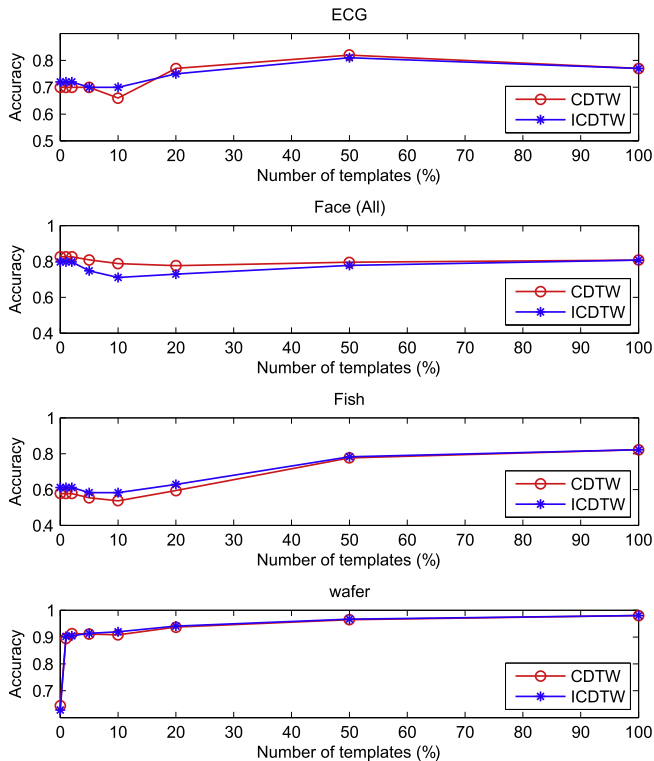 ECG
0.8
0.7
0.6
0.5
Accuracy
CDTW
ICDTW
0 10 20 30 40 50 60 70 80 90 100
Number of templates (%)
Face (All)
1
0.8
0.6
0.4
Accuracy
CDTW
ICDTW
0 10 20 30 40 50 60 70 80 90 100
Number of templates (%)
Fish
1
0.8
0.6
0.4
Accuracy
CDTW
ICDTW
0 10 20 30 40 50 60 70 80 90 100
Number of templates (%)
wafer
1
0.9
0.8
0.7
Accuracy
CDTW
ICDTW
0 10 20 30 40 50 60 70 80 90 100
Number of templates (%)